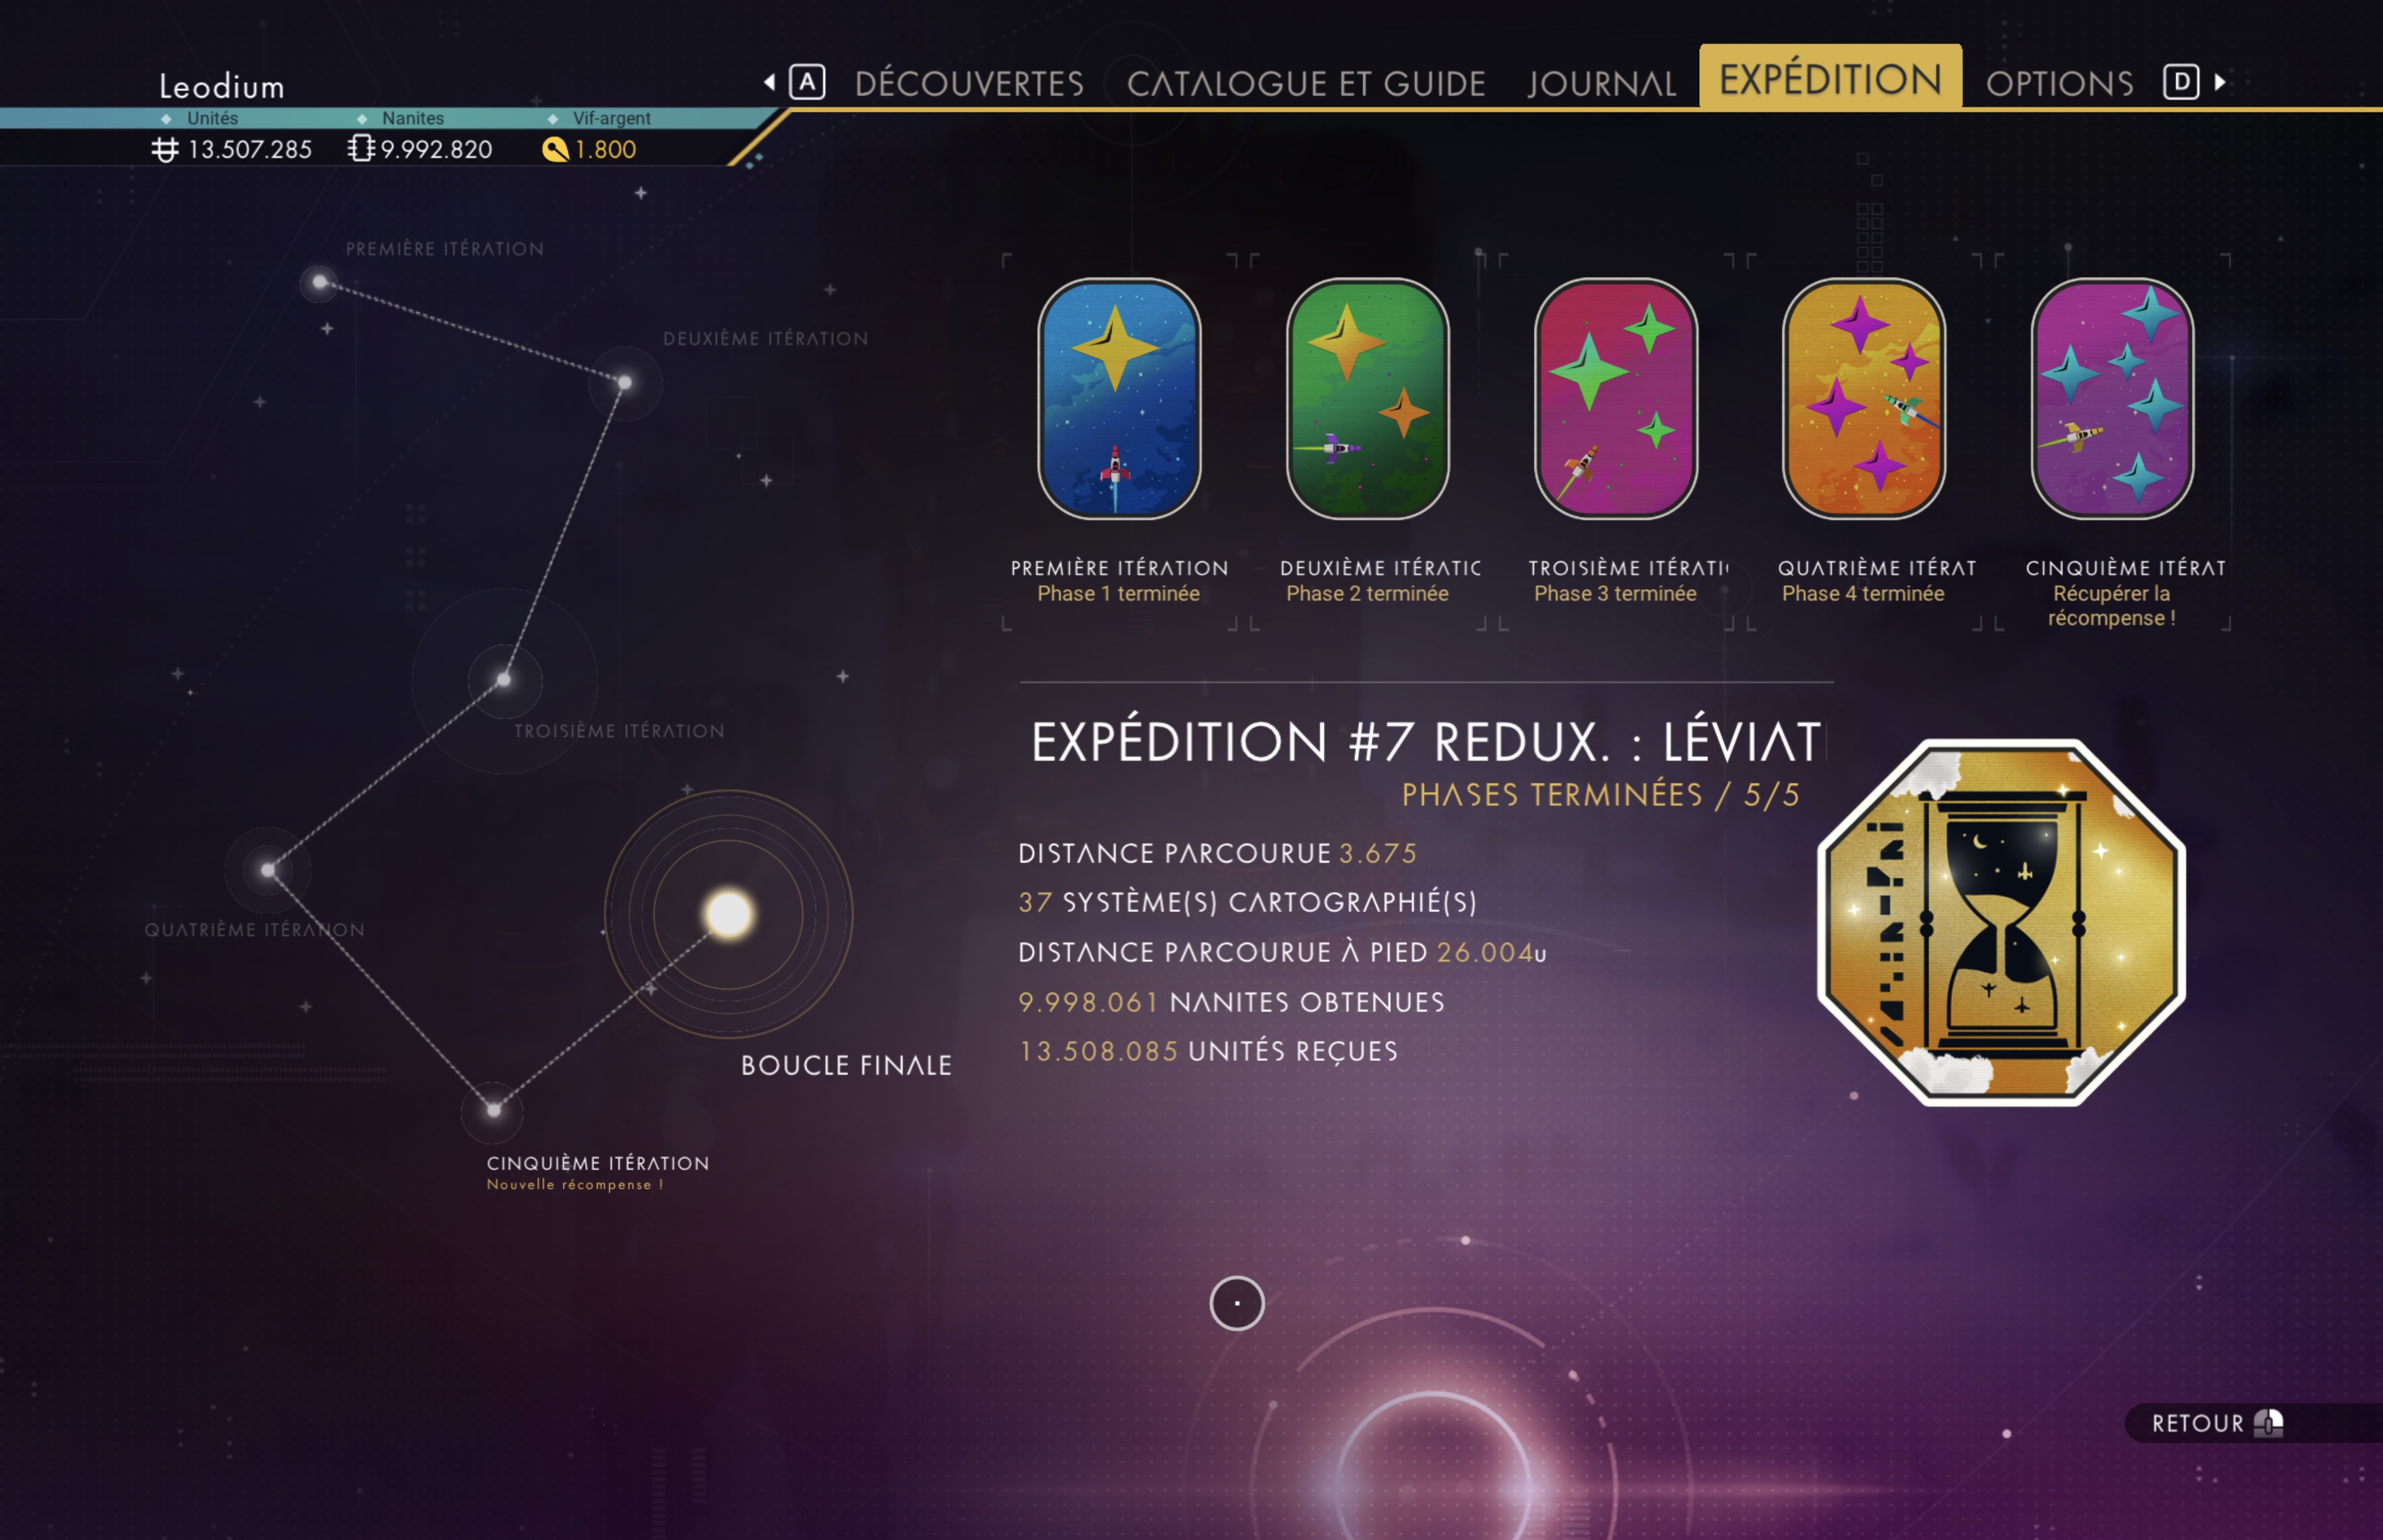 Leodium
Unités Nanites Vif-argent
13.507.285 9.992.820 1.800
A DÉCOUVERTES CATALOGUE ET GUIDE JOURNAL EXPÉDITION OPTIONS D
PREMIÈRE ITÉRATION
DEUXIÈME ITÉRATION
TROISIÈME ITÉRATION
QUATRIÈME ITÉRATION
BOUCLE FINALE
CINQUIÈME ITÉRATION
Nouvelle récompense !
PREMIÈRE ITÉRATION
Phase 1 terminée
DEUXIÈME ITÉRATIC
Phase 2 terminée
TROISIÈME ITÉRATI
Phase 3 terminée
QUATRIÈME ITÉRAT
Phase 4 terminée
CINQUIÈME ITÉRAT
Récupérer la
récompense !
EXPÉDITION #7 REDUX. : LÉVIAT
PHASES TERMINÉES / 5/5
DISTANCE PARCOURUE 3.675
37 SYSTÈME(S) CARTOGRAPHIÉ(S)
DISTANCE PARCOURUE À PIED 26.004u
9.998.061 NANITES OBTENUES
13.508.085 UNITÉS REÇUES
RETOUR